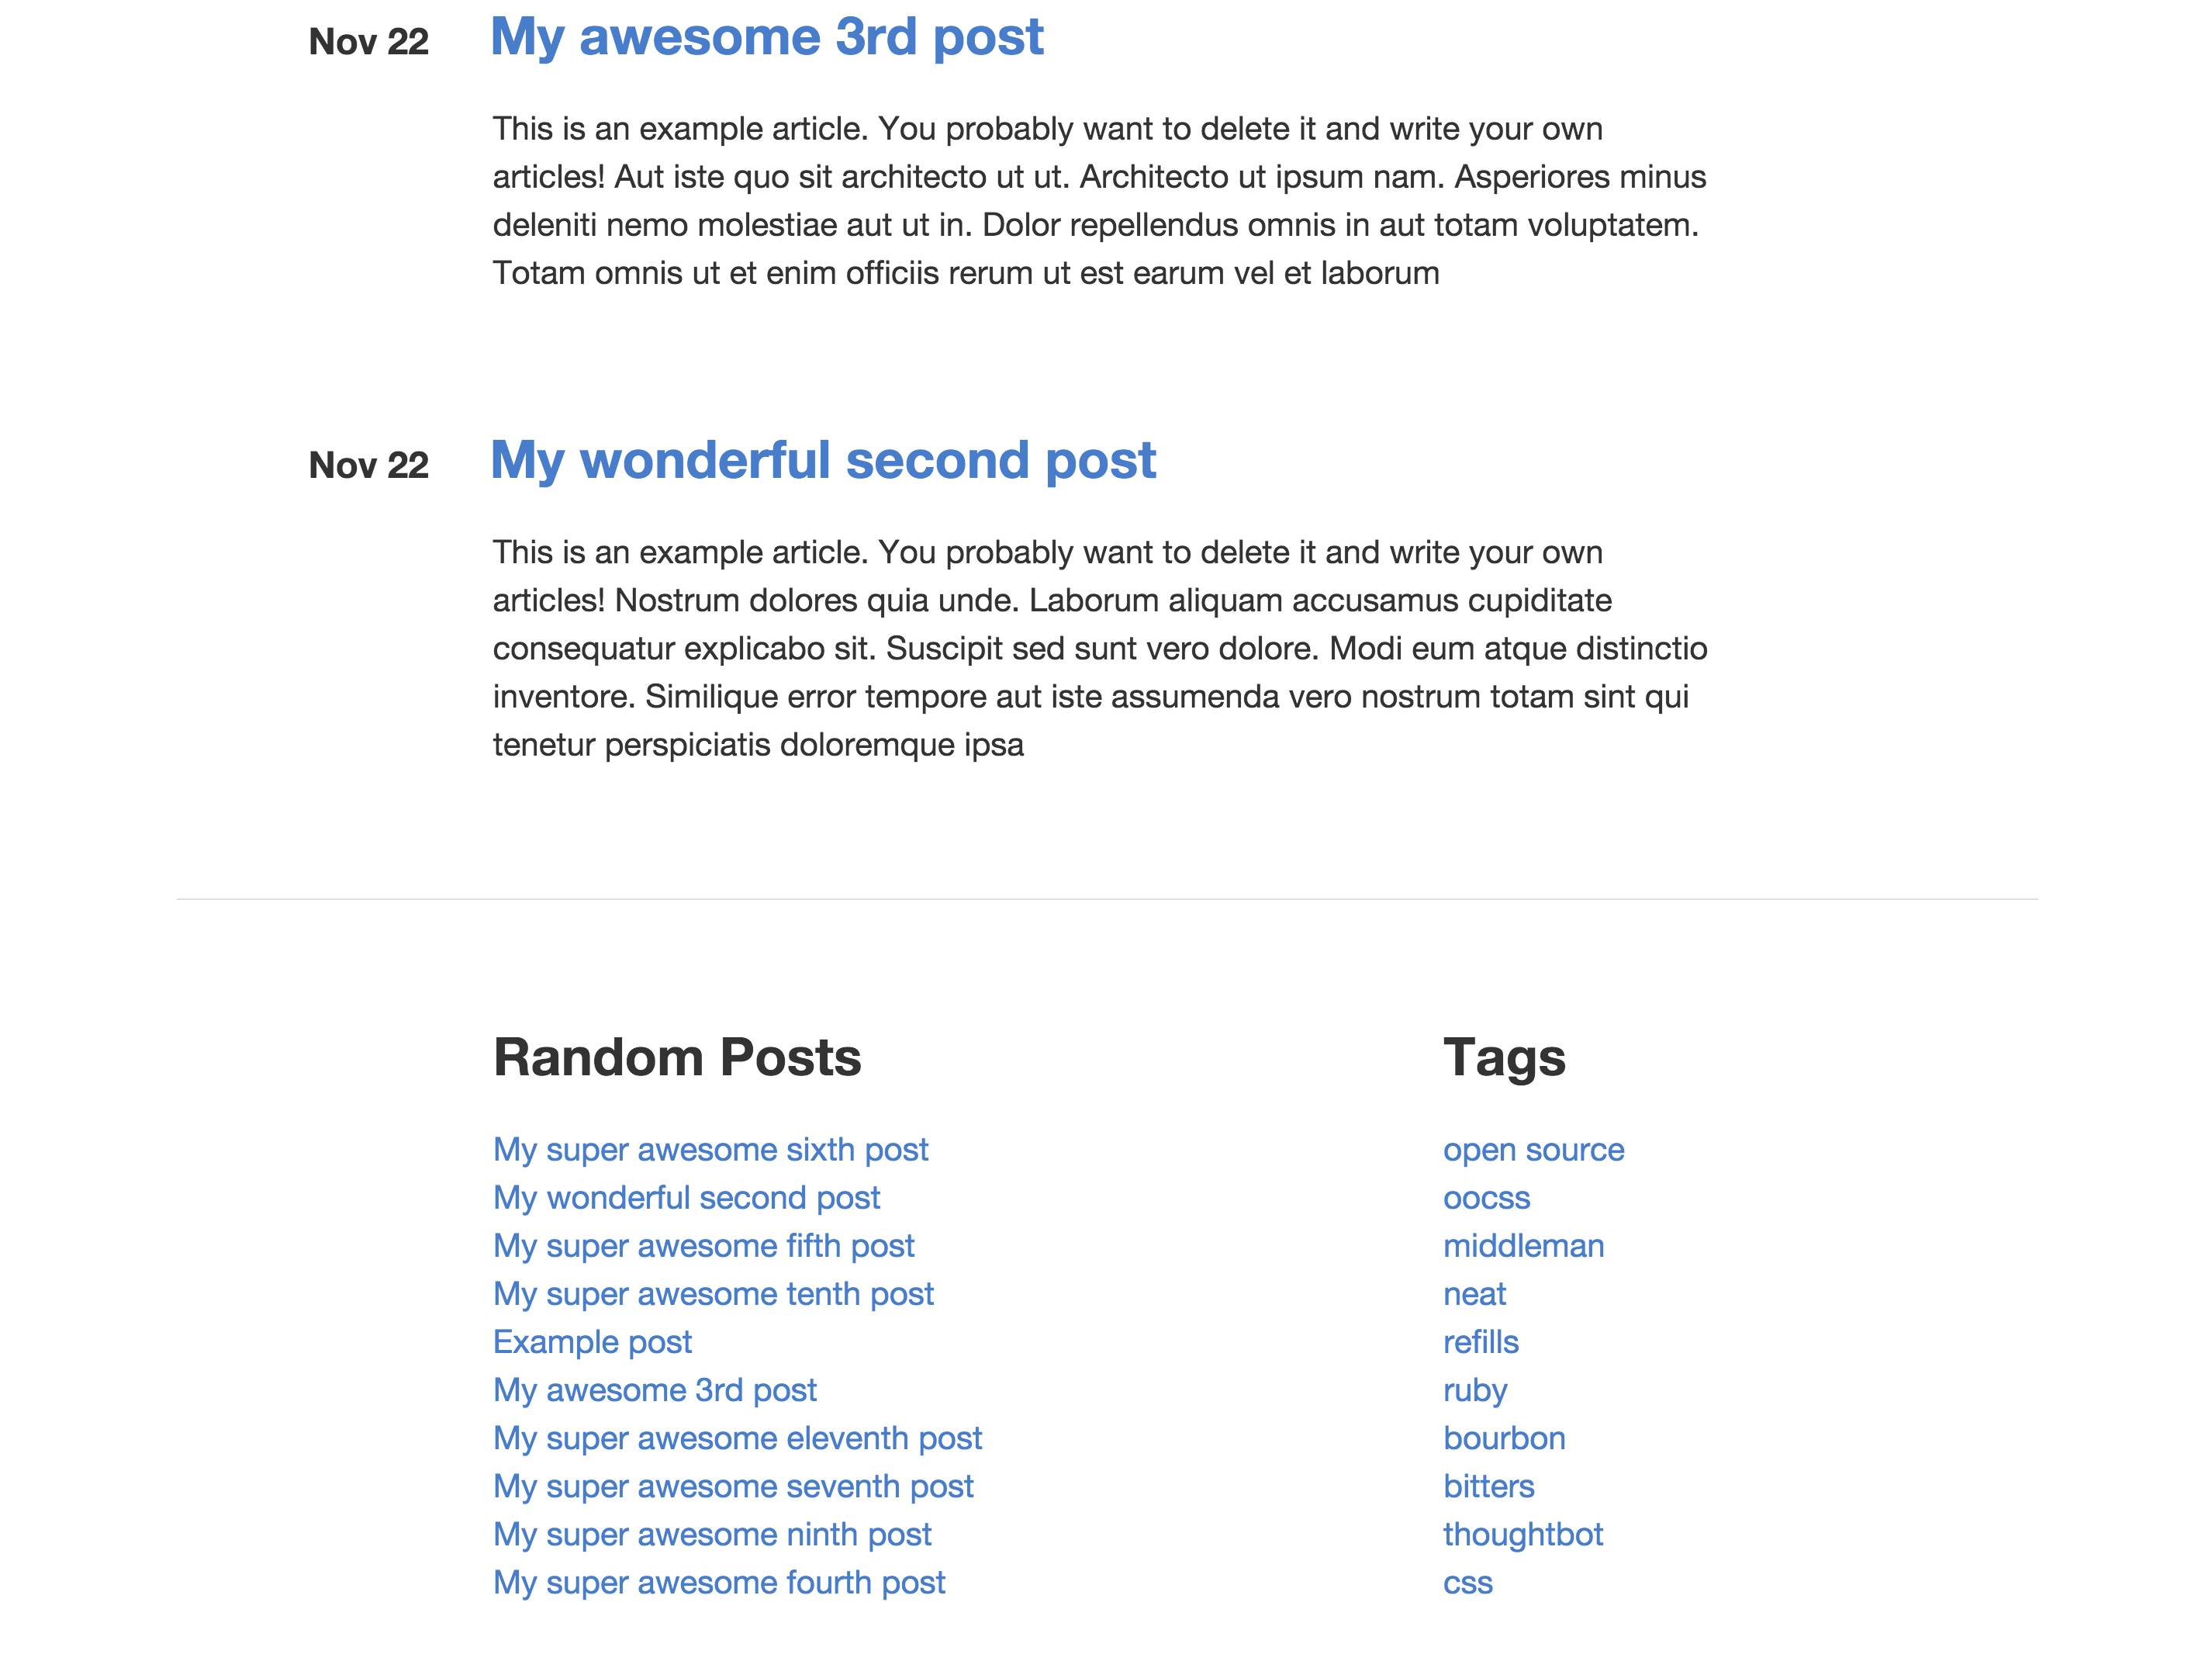 Nov 22
My awesome 3rd post
This is an example article. You probably want to delete it and write your own
articles! Aut iste quo sit architecto ut ut. Architecto ut ipsum nam. Asperiores minus
deleniti nemo molestiae aut ut in. Dolor repellendus omnis in aut totam voluptatem.
Totam omnis ut et enim officiis rerum ut est earum vel et laborum
Nov 22
My wonderful second post
This is an example article. You probably want to delete it and write your own
articles! Nostrum dolores quia unde. Laborum aliquam accusamus cupiditate
consequatur explicabo sit. Suscipit sed sunt vero dolore. Modi eum atque distinctio
inventore. Similique error tempore aut iste assumenda vero nostrum totam sint qui
tenetur perspiciatis doloremque ipsa
Random Posts
My super awesome sixth post
My wonderful second post
My super awesome fifth post
My super awesome tenth post
Example post
My awesome 3rd post
My super awesome eleventh post
My super awesome seventh post
My super awesome ninth post
My super awesome fourth post
Tags
open source
oocss
middleman
neat
refills
ruby
bourbon
bitters
thoughtbot
css